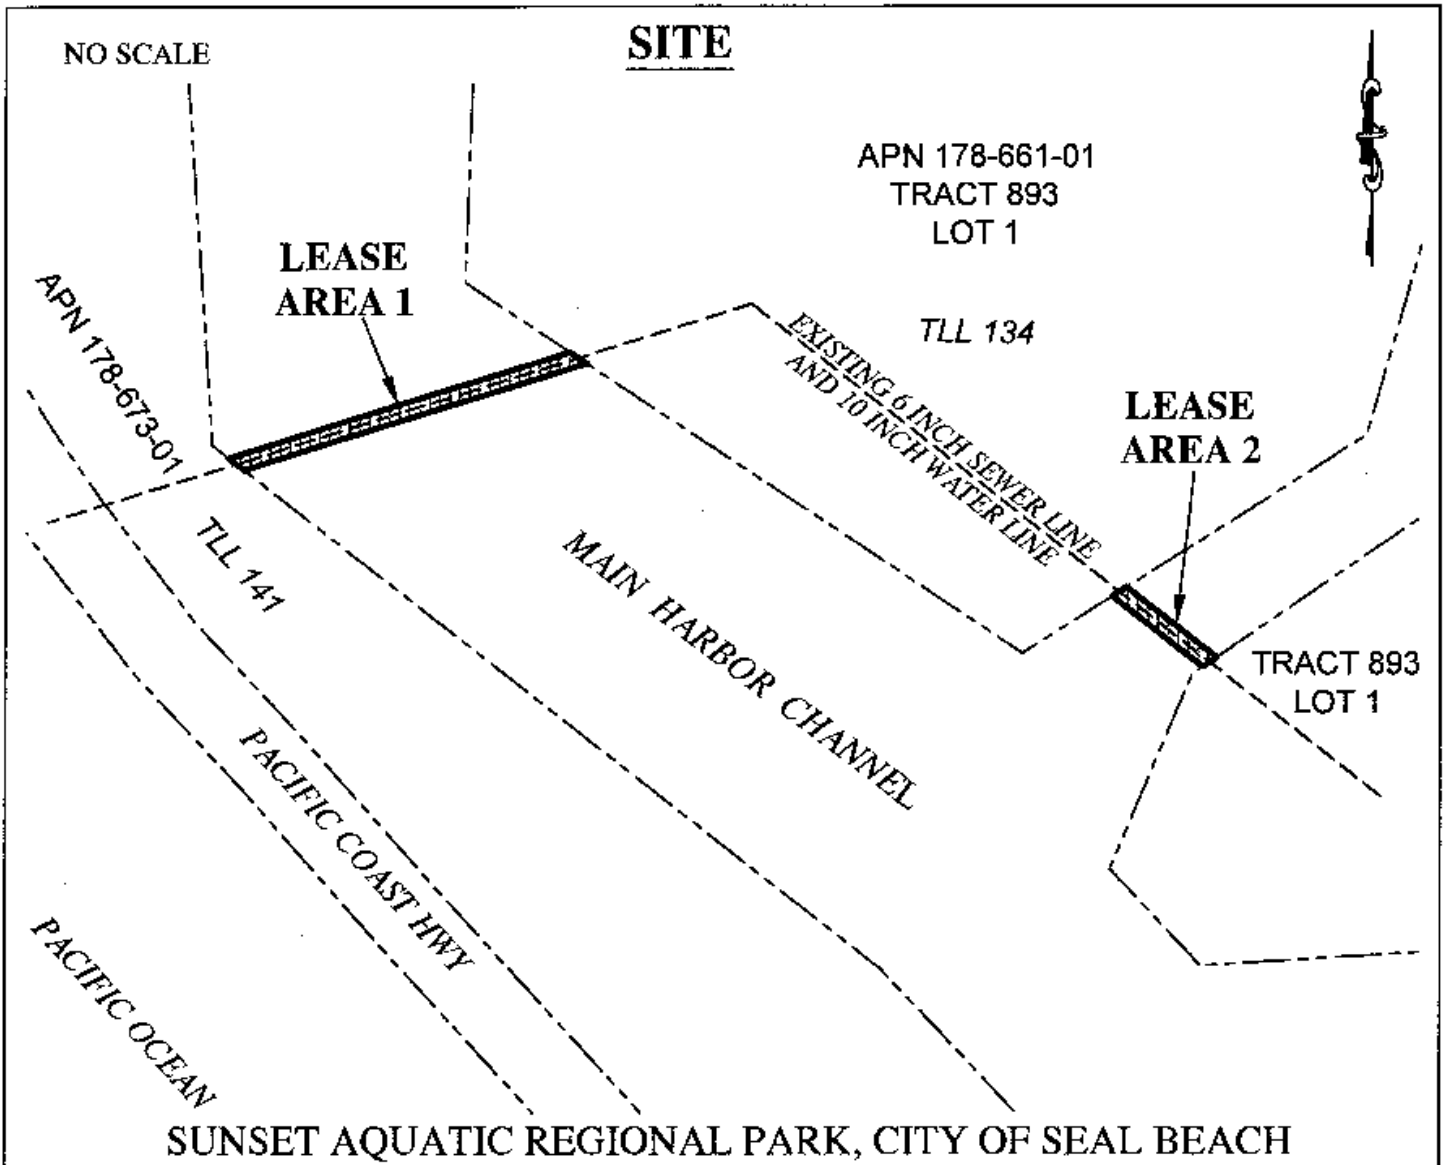 SITE
NO SCALE
APN 178-661-01
TRACT 893
LOT 1
LEASE
AREA 1
APN 178-673-01
TLL 134
EXISTING 6 INCH SEWER LINE
AND 10 INCH WATER LINE
LEASE
AREA 2
TLL 141
MAIN HARBOR CHANNEL
TRACT 893
LOT 1
PACIFIC COAST HWY
PACIFIC OCEAN
SUNSET AQUATIC REGIONAL PARK, CITY OF SEAL BEACH